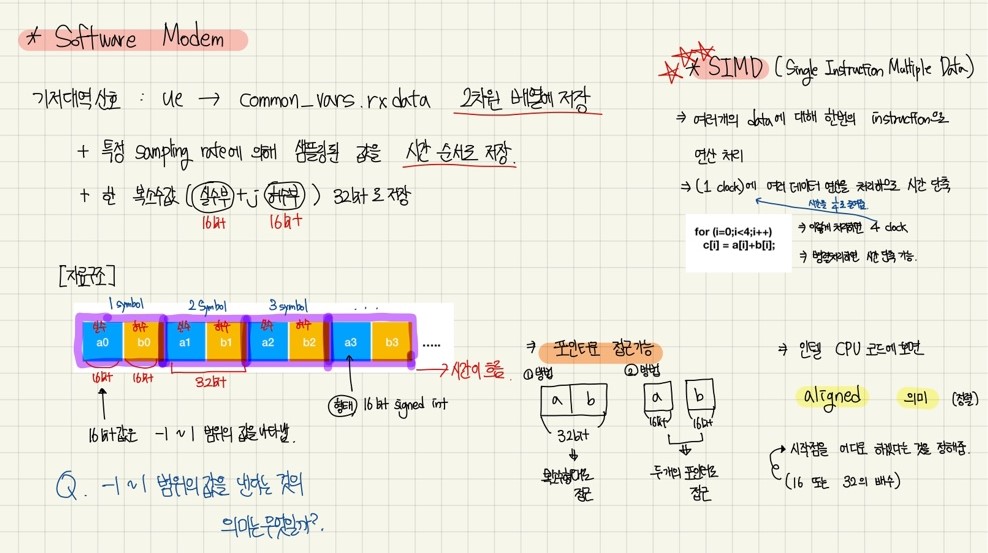 * Software Modem
기저대역신호 : ue → common_vars.rxdata 2차원 배열에 저장
+ 특정 sampling rate에 의해 샘플링된 값을 시간 순서로 저장.
+ 한 복소수값 ((실수부)+j(허수부)) 32bit로 저장
16bit 16bit
[자료구조]
1 symbol 2 symbol 3 symbol . . .
실수 허수 실수 허수 실수 허수
a0 b0 a1 b1 a2 b2 a3 b3 .....
→ 시간이 흐름.
16bit 16bit 32bit
형태 16bit signed int
16bit값은 -1 ~ 1 범위의 값을 나타냄.
Q. -1 ~ 1 범위의 값을 나타내는 것의
의미는 무엇일까?.
* SIMD (Single Instruction Multiple Data)
⇒ 여러개의 data에 대해 한번의 instruction으로
연산 처리
⇒ (1 clock)에 여러 데이터 연산을 처리하므로 시간 단축
시간을 1/4로 줄여줌.
for (i=0;i<4;i++)
c[i] = a[i]+b[i];
⇒ 이렇게 처리하면 4 clock
⇒ 병렬처리하면 시간 단축 가능.
⇒ 포인터로 접근가능
① 방법 ② 방법
a b a b
32bit 16bit 16bit
복소수형태로 접근
두개의 포인터로 접근
⇒ 인텔 CPU 코드에 보면
aligned 의미 (정렬)
→ 시작점을 어디로 하겠다는 것을 정해줌.
(16 또는 32의 배수)